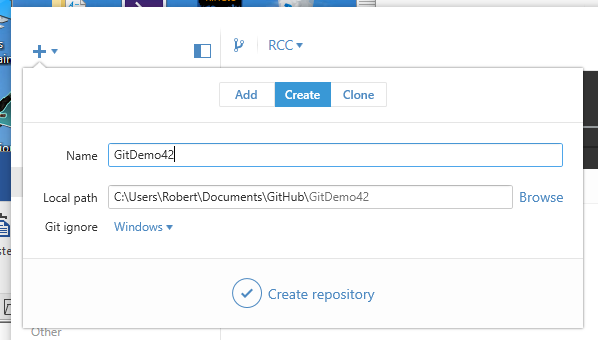 RCC
Add Create Clone
Name GitDemo42
Local path C:\Users\Robert\Documents\GitHub\GitDemo42 Browse
Git ignore Windows
Create repository
Other